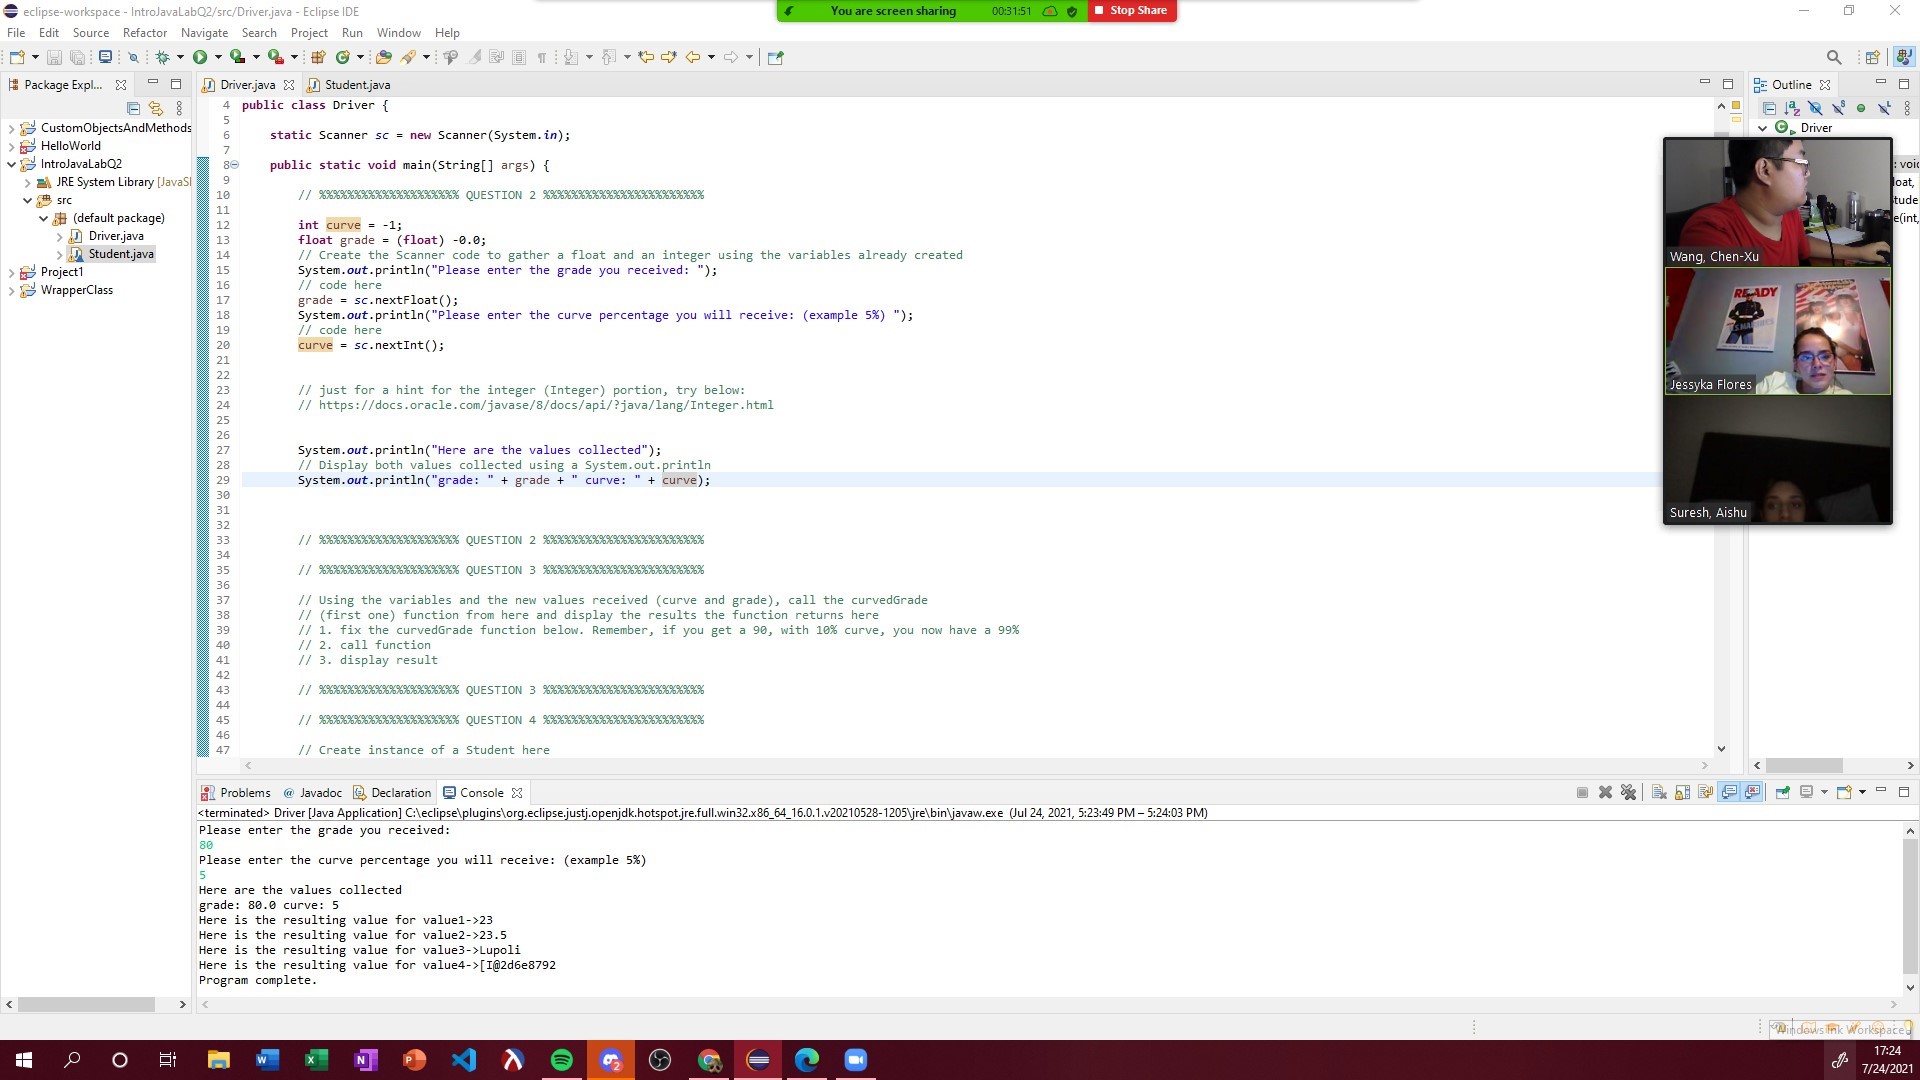 eclipse-workspace - IntroJavaLabQ2/src/Driver.java - Eclipse IDE
You are screen sharing 00:31:51 Stop Share
File Edit Source Refactor Navigate Search Project Run Window Help
Package Expl... Driver.java Student.java Outline
CustomObjectsAndMethods
HelloWorld
IntroJavaLabQ2
JRE System Library [JavaSI
src
(default package)
Driver.java
Student.java
Project1
WrapperClass
4 public class Driver {
5
6 static Scanner sc = new Scanner(System.in);
7
8 public static void main(String[] args) {
9
10 // %%%%%%%%%%%%%%%%%%%% QUESTION 2 %%%%%%%%%%%%%%%%%%%%%%%
11
12 int curve = -1;
13 float grade = (float) -0.0;
14 // Create the Scanner code to gather a float and an integer using the variables already created
15 System.out.println("Please enter the grade you received: ");
16 // code here
17 grade = sc.nextFloat();
18 System.out.println("Please enter the curve percentage you will receive: (example 5%) ");
19 // code here
20 curve = sc.nextInt();
21
22
23 // just for a hint for the integer (Integer) portion, try below:
24 // https://docs.oracle.com/javase/8/docs/api/?java/lang/Integer.html
25
26
27 System.out.println("Here are the values collected");
28 // Display both values collected using a System.out.println
29 System.out.println("grade: " + grade + " curve: " + curve);
30
31
32
33 // %%%%%%%%%%%%%%%%%%%% QUESTION 2 %%%%%%%%%%%%%%%%%%%%%%%
34
35 // %%%%%%%%%%%%%%%%%%%% QUESTION 3 %%%%%%%%%%%%%%%%%%%%%%%
36
37 // Using the variables and the new values received (curve and grade), call the curvedGrade
38 // (first one) function from here and display the results the function returns here
39 // 1. fix the curvedGrade function below. Remember, if you get a 90, with 10% curve, you now have a 99%
40 // 2. call function
41 // 3. display result
42
43 // %%%%%%%%%%%%%%%%%%%% QUESTION 3 %%%%%%%%%%%%%%%%%%%%%%%
44
45 // %%%%%%%%%%%%%%%%%%%% QUESTION 4 %%%%%%%%%%%%%%%%%%%%%%%
46
47 // Create instance of a Student here
Driver
: voic
loat,
tude
e(int,
Wang, Chen-Xu
READY
Jessyka Flores
Suresh, Aishu
Problems @ Javadoc Declaration Console
<terminated> Driver [Java Application] C:\eclipse\plugins\org.eclipse.justj.openjdk.hotspot.jre.full.win32.x86_64_16.0.1.v20210528-1205\jre\bin\javaw.exe (Jul 24, 2021, 5:23:49 PM – 5:24:03 PM)
Please enter the grade you received:
80
Please enter the curve percentage you will receive: (example 5%)
5
Here are the values collected
grade: 80.0 curve: 5
Here is the resulting value for value1->23
Here is the resulting value for value2->23.5
Here is the resulting value for value3->Lupoli
Here is the resulting value for value4->[I@2d6e8792
Program complete.
Windows Ink Workspace
17:24
7/24/2021